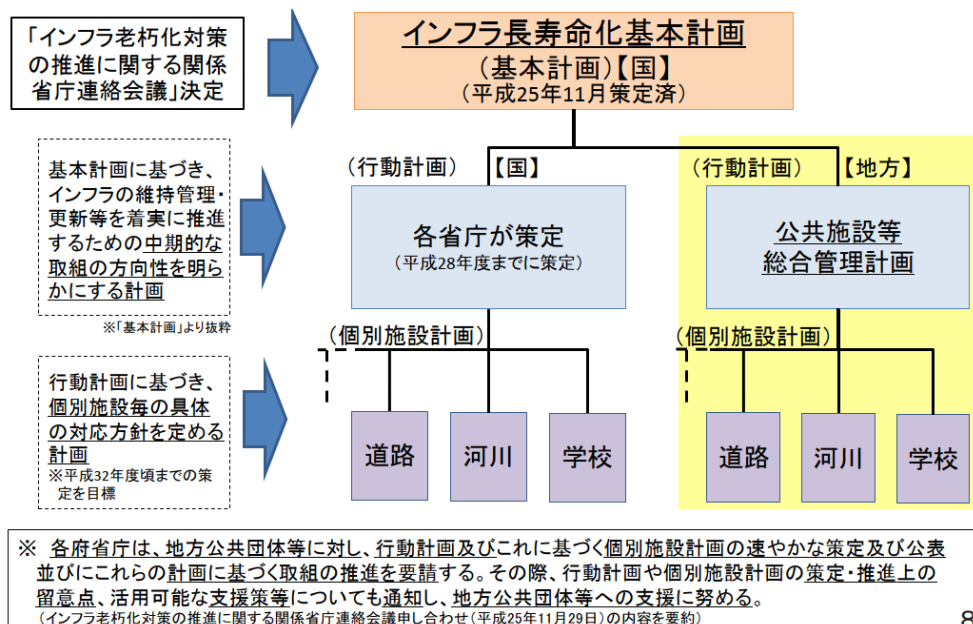 「インフラ老朽化対策
の推進に関する関係
省庁連絡会議」決定
インフラ長寿命化基本計画
(基本計画)【国】
(平成25年11月策定済)
基本計画に基づき、
インフラの維持管理・
更新等を着実に推進
するための中期的な
取組の方向性を明ら
かにする計画
※「基本計画」より抜粋
(行動計画) 【国】
各省庁が策定
(平成28年度までに策定)
(行動計画) 【地方】
公共施設等
総合管理計画
行動計画に基づき、
個別施設毎の具体
の対応方針を定める
計画
※平成32年度頃までの策
定を目標
(個別施設計画)
道路 河川 学校
(個別施設計画)
道路 河川 学校
※ 各府省庁は、地方公共団体等に対し、行動計画及びこれに基づく個別施設計画の速やかな策定及び公表
並びにこれらの計画に基づく取組の推進を要請する。その際、行動計画や個別施設計画の策定・推進上の
留意点、活用可能な支援策等についても通知し、地方公共団体等への支援に努める。
(インフラ老朽化対策の推進に関する関係省庁連絡会議申し合わせ(平成25年11月29日)の内容を要約)
8